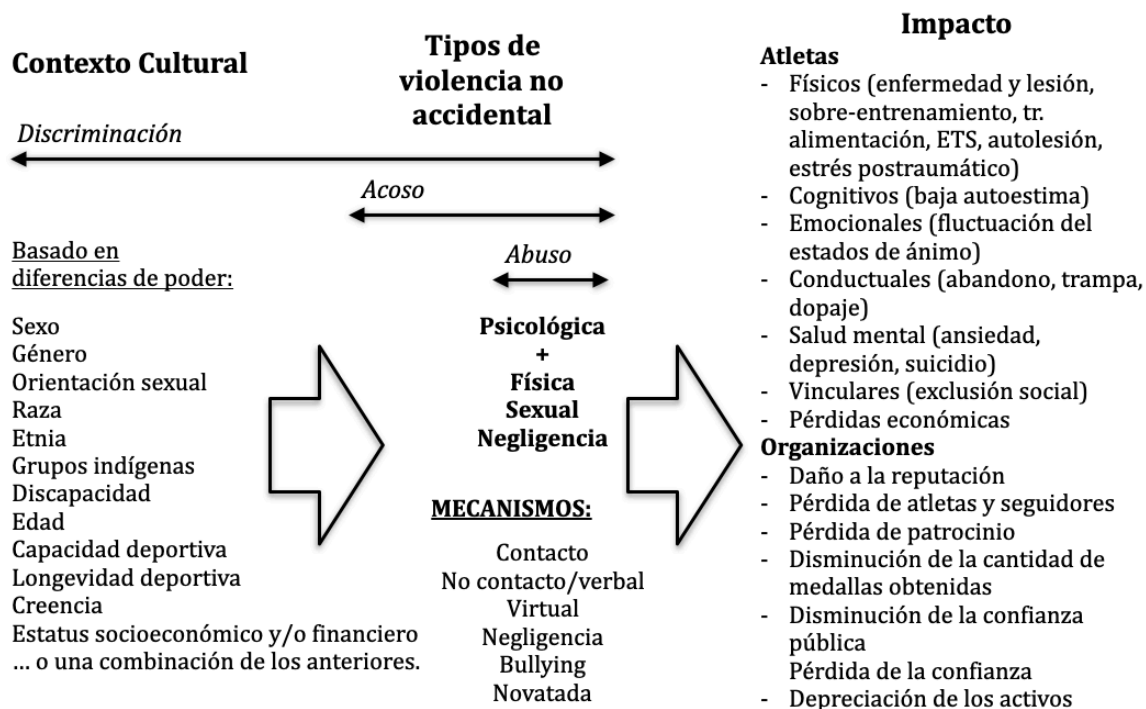 Contexto Cultural
Discriminación
Basado en
diferencias de poder:
Sexo
Género
Orientación sexual
Raza
Etnia
Grupos indígenas
Discapacidad
Edad
Capacidad deportiva
Longevidad deportiva
Creencia
Estatus socioeconómico y/o financiero
... o una combinación de los anteriores.
Tipos de
violencia no
accidental
Acoso
Abuso
Psicológica
+
Física
Sexual
Negligencia
MECANISMOS:
Contacto
No contacto/verbal
Virtual
Negligencia
Bullying
Novatada
Impacto
Atletas
- Físicos (enfermedad y lesión,
sobre-entrenamiento, tr.
alimentación, ETS, autolesión,
estrés postraumático)
- Cognitivos (baja autoestima)
- Emocionales (fluctuación del
estados de ánimo)
- Conductuales (abandono, trampa,
dopaje)
- Salud mental (ansiedad,
depresión, suicidio)
- Vinculares (exclusión social)
- Pérdidas económicas
Organizaciones
- Daño a la reputación
- Pérdida de atletas y seguidores
- Pérdida de patrocinio
- Disminución de la cantidad de
medallas obtenidas
- Disminución de la confianza
pública
Pérdida de la confianza
- Depreciación de los activos